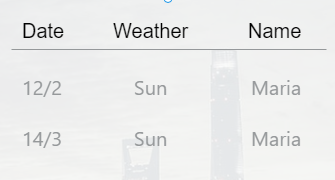 Date Weather Name
12/2 Sun Maria
14/3 Sun Maria